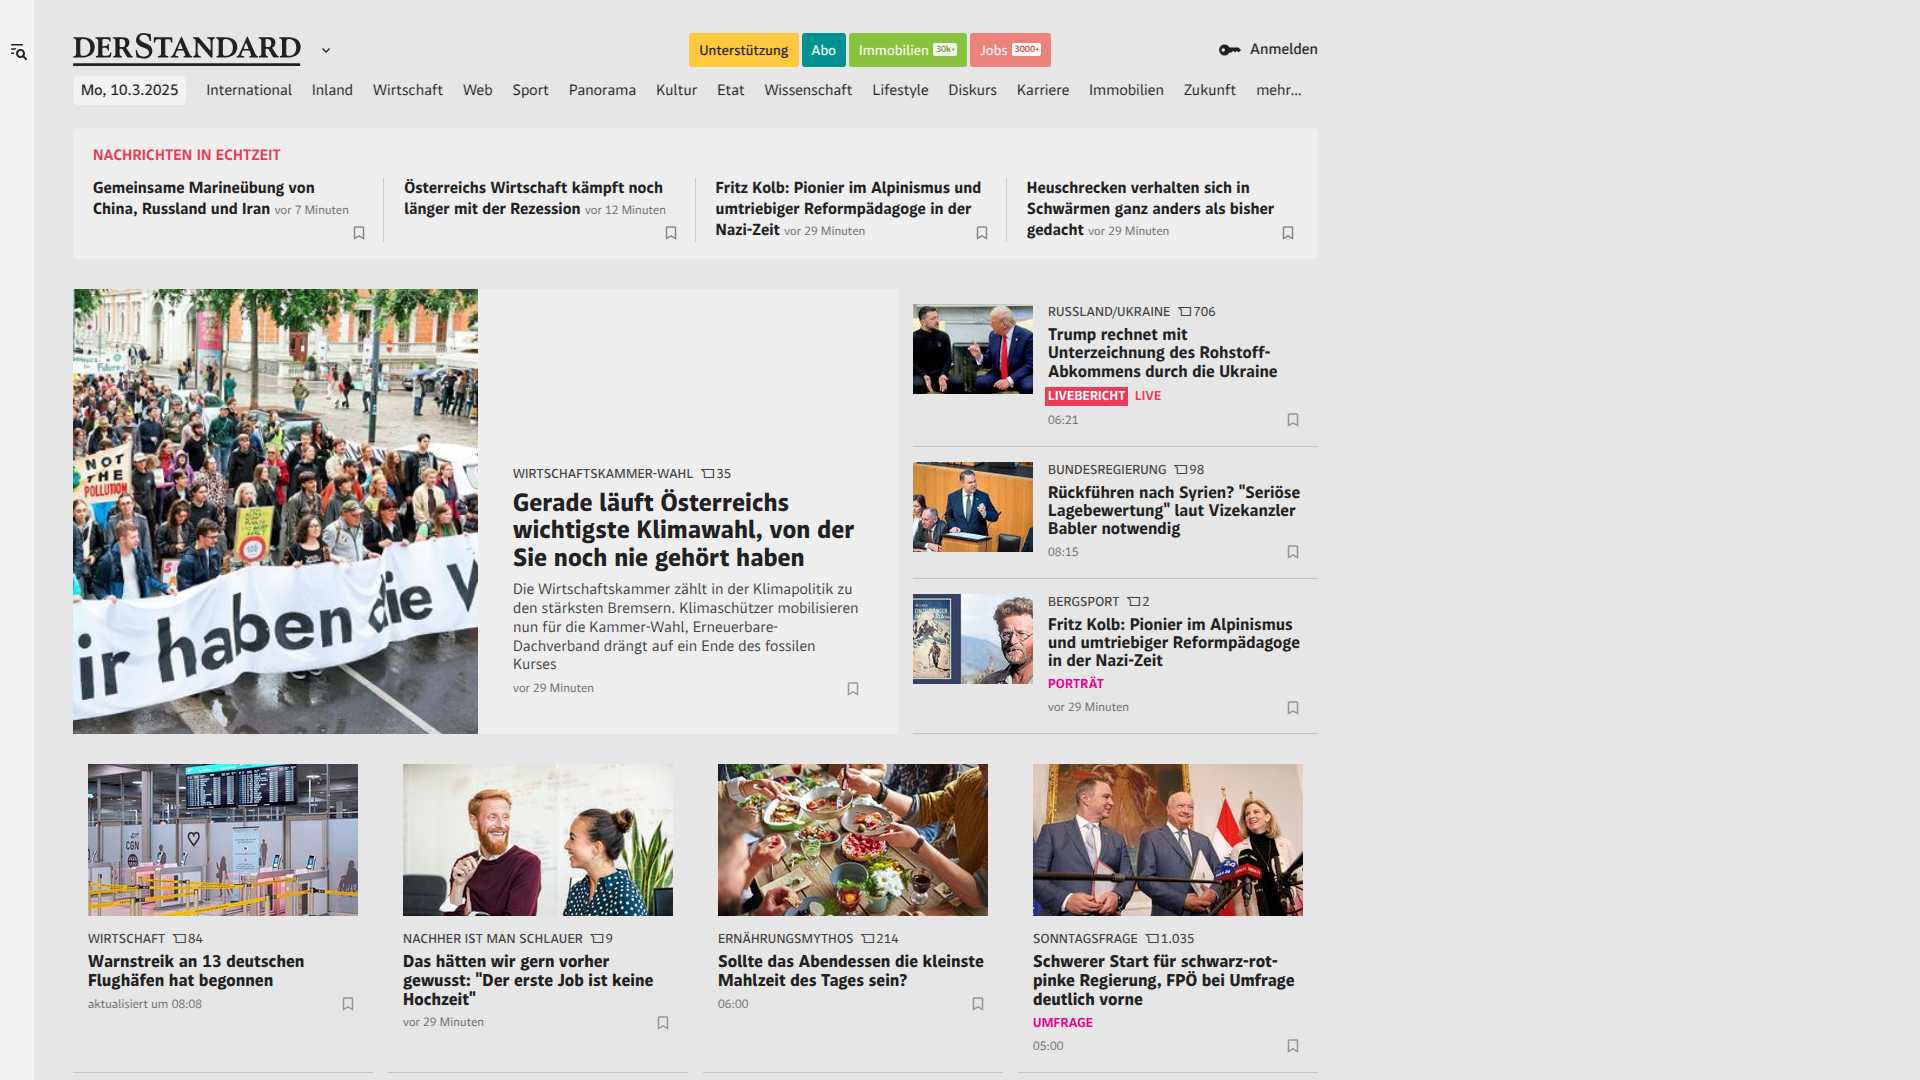 DERSTANDARD
Unterstützung
Abo
Immobilien 30k+
Jobs 3000+
Anmelden
Mo, 10.3.2025
International
Inland
Wirtschaft
Web
Sport
Panorama
Kultur
Etat
Wissenschaft
Lifestyle
Diskurs
Karriere
Immobilien
Zukunft
mehr...
NACHRICHTEN IN ECHTZEIT
Gemeinsame Marineübung von
China, Russland und Iran vor 7 Minuten
Österreichs Wirtschaft kämpft noch
länger mit der Rezession vor 12 Minuten
Fritz Kolb: Pionier im Alpinismus und
umtriebiger Reformpädagoge in der
Nazi-Zeit vor 29 Minuten
Heuschrecken verhalten sich in
Schwärmen ganz anders als bisher
gedacht vor 29 Minuten
NOT
THE
POLLUTION
ir haben die W
WIRTSCHAFTSKAMMER-WAHL 35
Gerade läuft Österreichs
wichtigste Klimawahl, von der
Sie noch nie gehört haben
Die Wirtschaftskammer zählt in der Klimapolitik zu
den stärksten Bremsern. Klimaschützer mobilisieren
nun für die Kammer-Wahl, Erneuerbare-
Dachverband drängt auf ein Ende des fossilen
Kurses
vor 29 Minuten
RUSSLAND/UKRAINE 706
Trump rechnet mit
Unterzeichnung des Rohstoff-
Abkommens durch die Ukraine
LIVEBERICHT LIVE
06:21
BUNDESREGIERUNG 98
Rückführen nach Syrien? "Seriöse
Lagebewertung" laut Vizekanzler
Babler notwendig
08:15
BERGSPORT 2
Fritz Kolb: Pionier im Alpinismus
und umtriebiger Reformpädagoge
in der Nazi-Zeit
PORTRÄT
vor 29 Minuten
CGN
WIRTSCHAFT 84
Warnstreik an 13 deutschen
Flughäfen hat begonnen
aktualisiert um 08:08
NACHHER IST MAN SCHLAUER 9
Das hätten wir gern vorher
gewusst: "Der erste Job ist keine
Hochzeit"
vor 29 Minuten
ERNÄHRUNGSMYTHOS 214
Sollte das Abendessen die kleinste
Mahlzeit des Tages sein?
06:00
SONNTAGSFRAGE 1.035
Schwerer Start für schwarz-rot-
pinke Regierung, FPÖ bei Umfrage
deutlich vorne
UMFRAGE
05:00